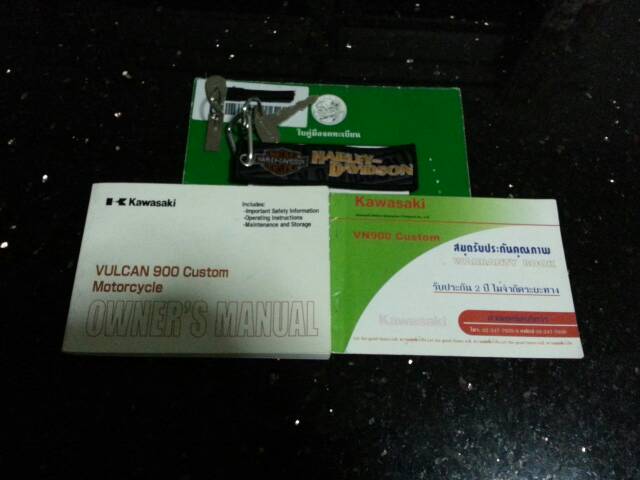 ใบคู่มือจดทะเบียน
HARLEY-DAVIDSON
HARLEY-
DAVIDSON
Kawasaki
Includes:
-Important Safety Information
-Operating Instructions
-Maintenance and Storage
VULCAN 900 Custom
Motorcycle
OWNER'S MANUAL
Kawasaki
VN900 Custom
สมุดรับประกันคุณภาพ
WARRANTY BOOK
รับประกัน 2 ปี ไม่จำกัดระยะทาง
Kawasaki